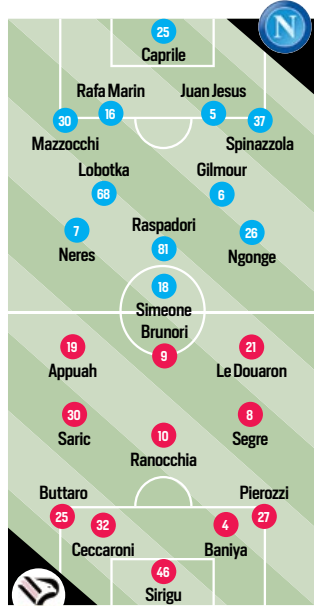 N
25
Caprile
Rafa Marin Juan Jesus
30 16 5 37
Mazzocchi Spinazzola
Lobotka Gilmour
68 6
7 Raspadori 26
Neres 81 Ngonge
18
Simeone
Brunori
19 9 21
Appuah Le Douaron
30 8
Saric 10 Segre
Ranocchia
Buttaro Pierozzi
25 32 4 27
Ceccaroni Baniya
46
Sirigu